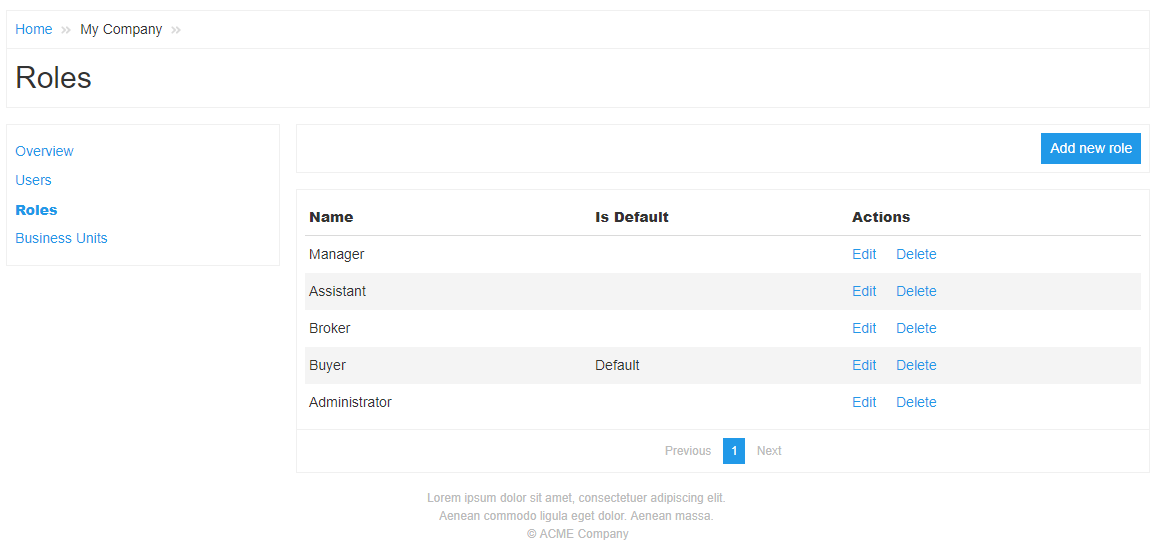 Home » My Company »
Roles
Overview
Users
Roles
Business Units
Add new role
Name Is Default Actions
Manager Edit Delete
Assistant Edit Delete
Broker Edit Delete
Buyer Default Edit Delete
Administrator Edit Delete
Previous 1 Next
Lorem ipsum dolor sit amet, consectetuer adipiscing elit.
Aenean commodo ligula eget dolor. Aenean massa.
© ACME Company